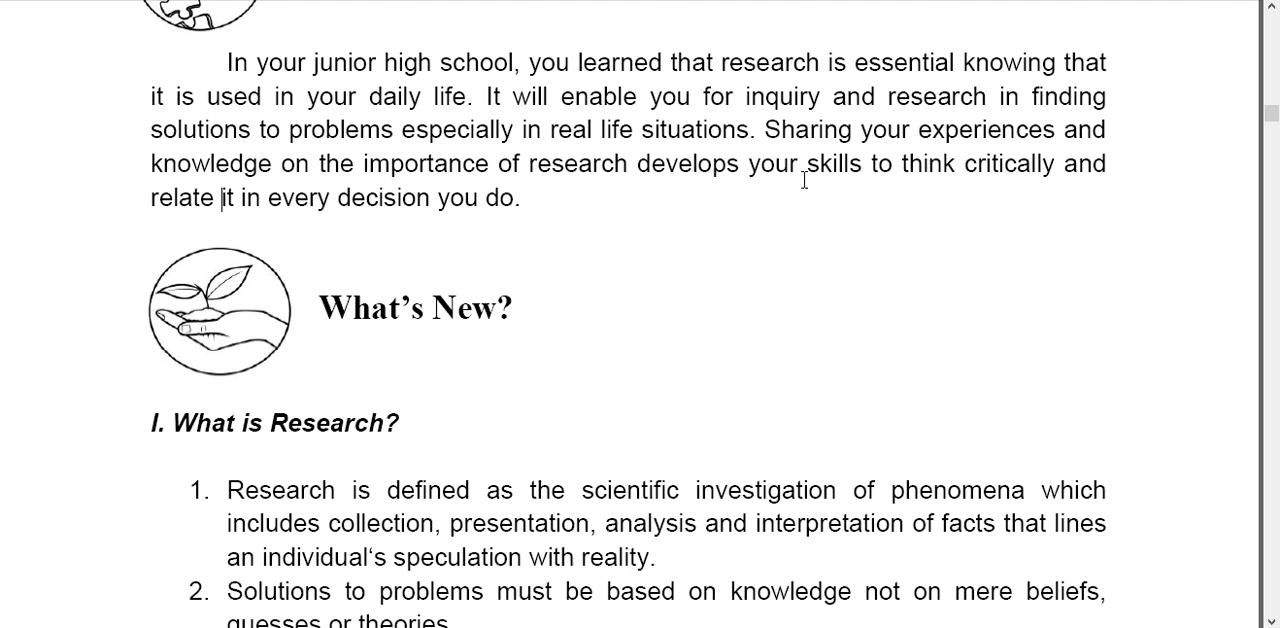 In your junior high school, you learned that research is essential knowing that
it is used in your daily life. It will enable you for inquiry and research in finding
solutions to problems especially in real life situations. Sharing your experiences and
knowledge on the importance of research develops your skills to think critically and
relate it in every decision you do.
What’s New?
I. What is Research?
1. Research is defined as the scientific investigation of phenomena which
includes collection, presentation, analysis and interpretation of facts that lines
an individual‘s speculation with reality.
2. Solutions to problems must be based on knowledge not on mere beliefs,
guesses or theories.